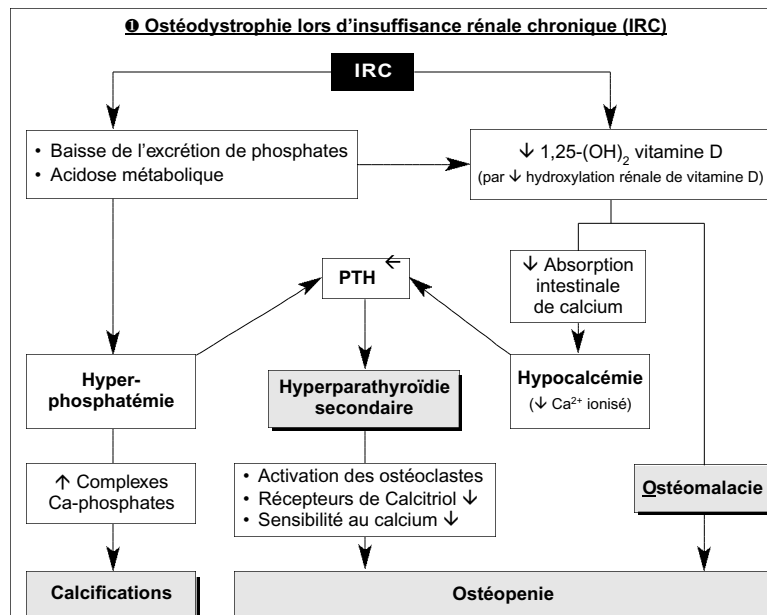 ❶ Ostéodystrophie lors d’insuffisance rénale chronique (IRC)
IRC
• Baisse de l’excrétion de phosphates
• Acidose métabolique
↓ 1,25-(OH)₂ vitamine D
(par ↓ hydroxylation rénale de vitamine D)
PTH ←
↓ Absorption
intestinale
de calcium
Hyper-
phosphatémie
Hyperparathyroïdie
secondaire
Hypocalcémie
(↓ Ca²⁺ ionisé)
↑ Complexes
Ca-phosphates
• Activation des ostéoclastes
• Récepteurs de Calcitriol ↓
• Sensibilité au calcium ↓
Ostéomalacie
Calcifications
Ostéopenie